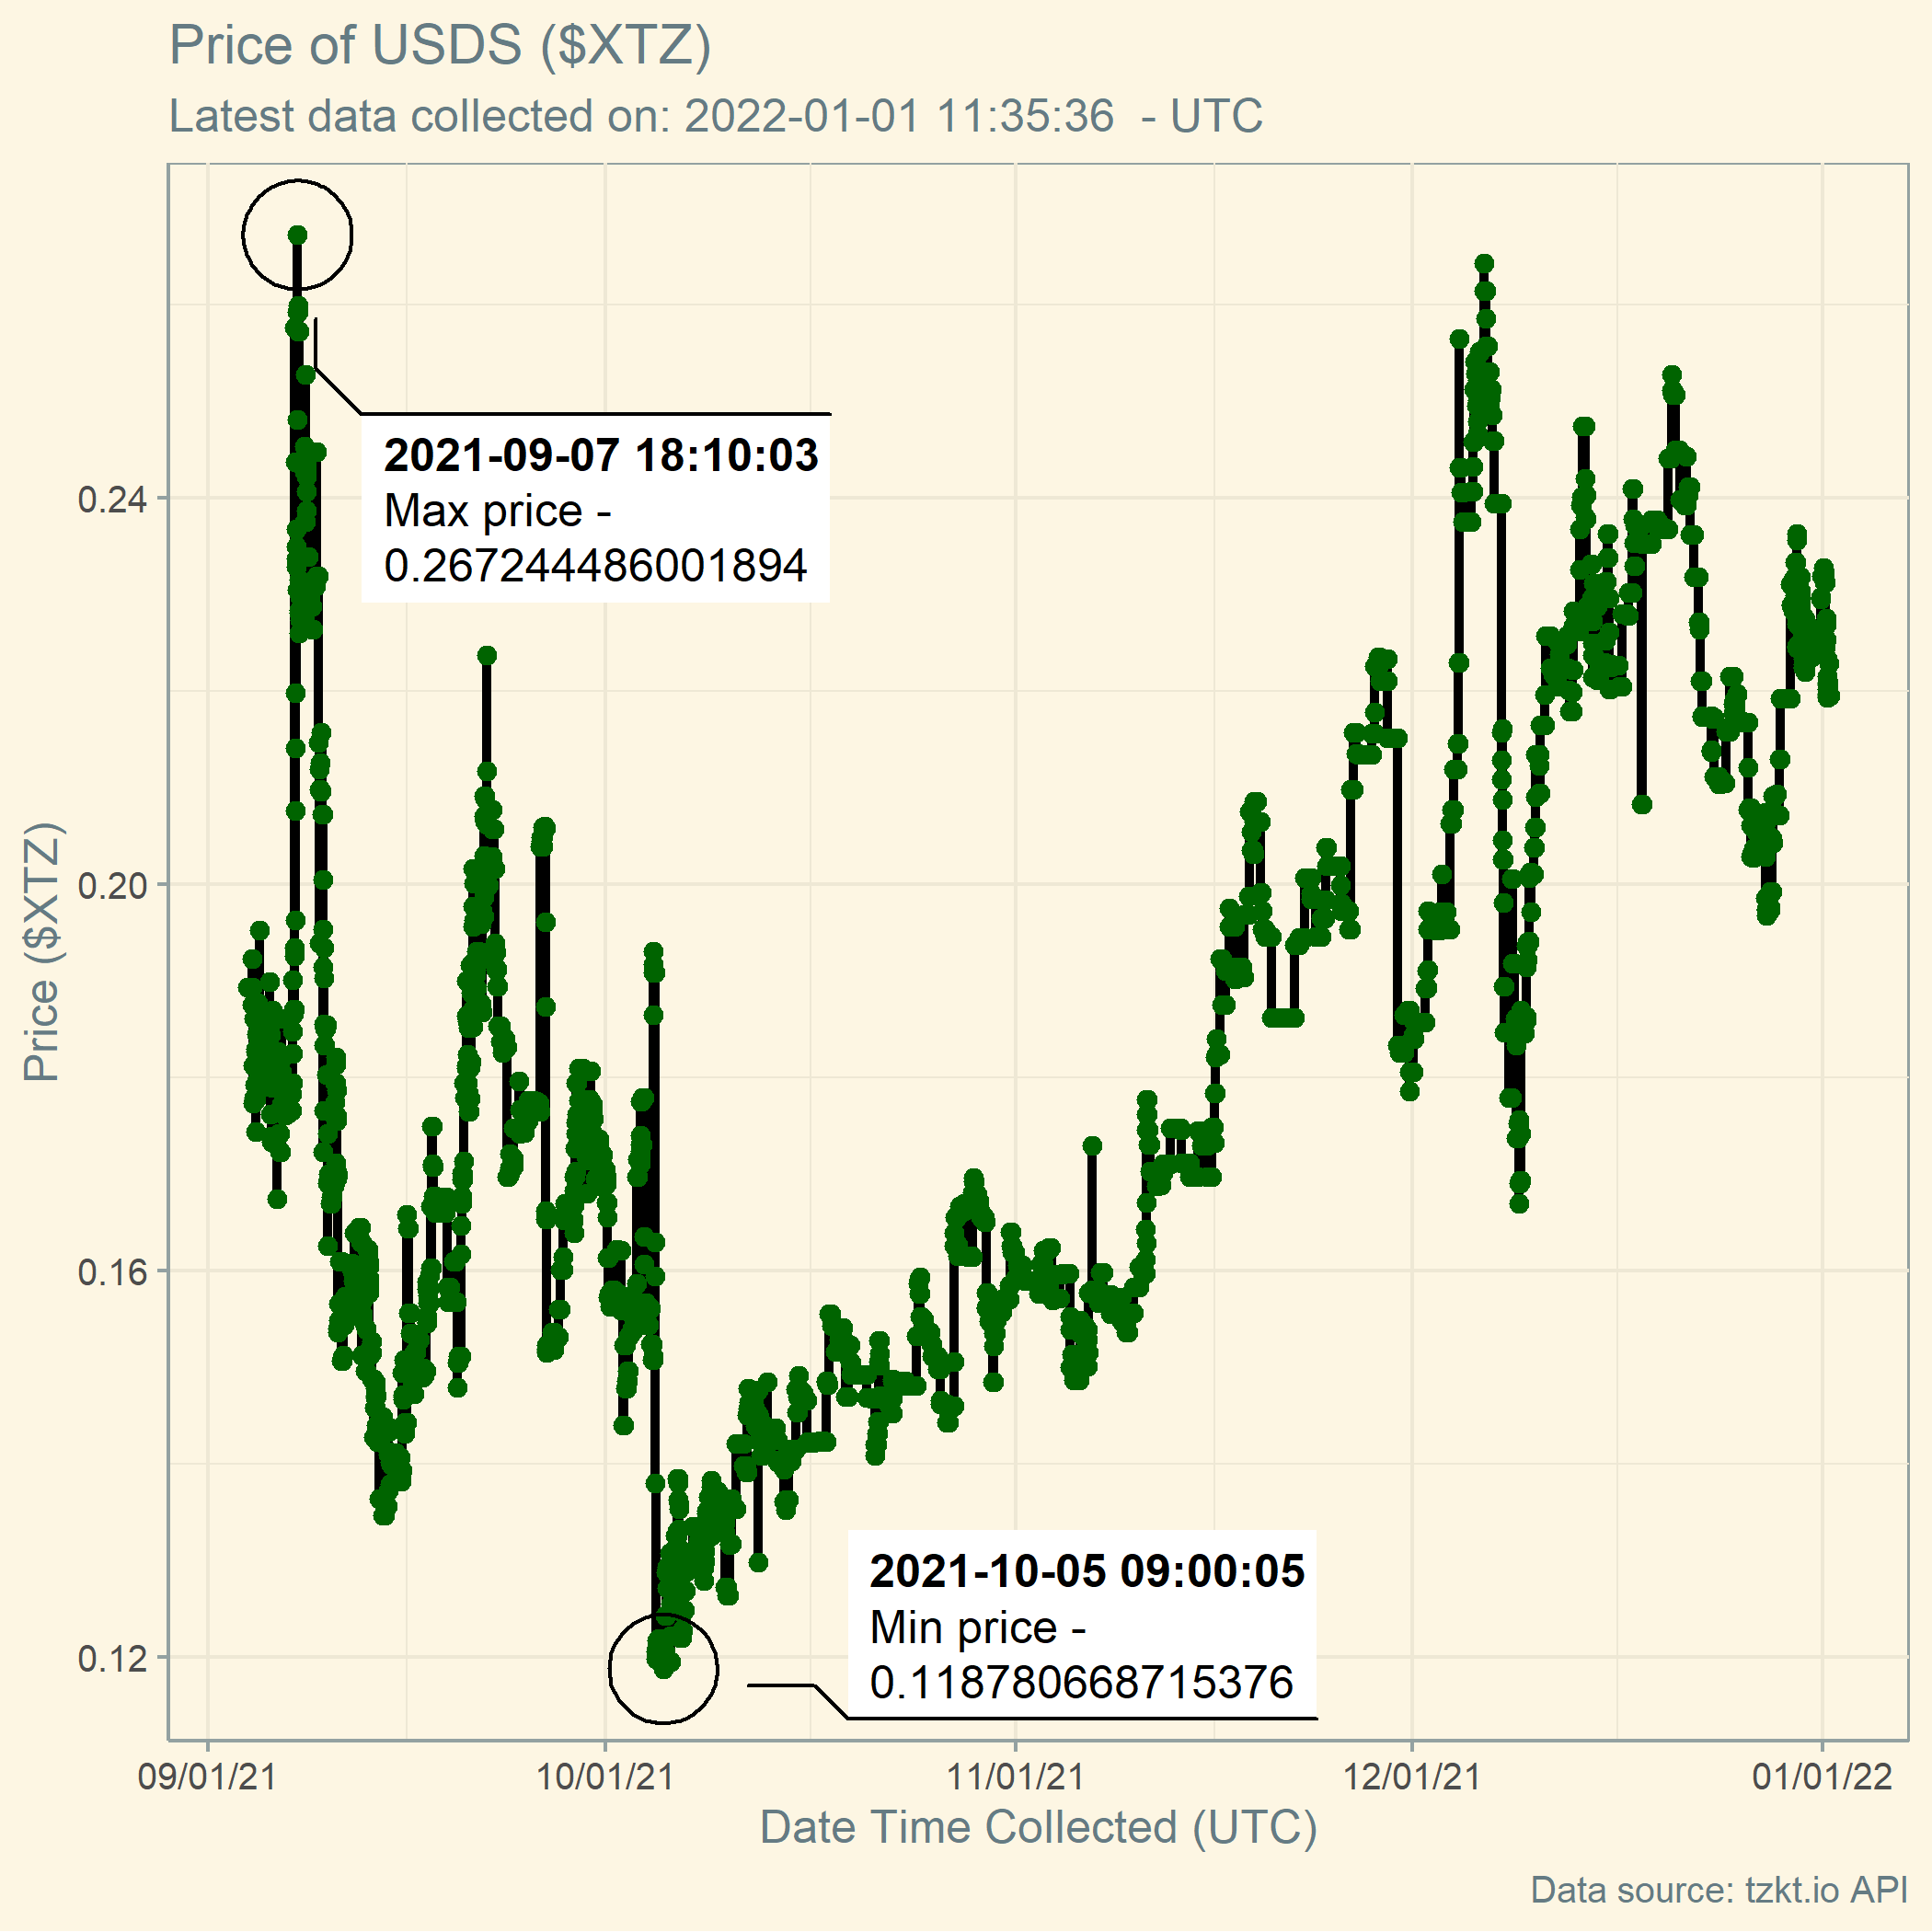 Price of USDS ($XTZ)
Latest data collected on: 2022-01-01 11:35:36  - UTC
2021-09-07 18:10:03
Max price -
0.267244486001894
0.24
0.20
0.16
0.12
Price ($XTZ)
2021-10-05 09:00:05
Min price -
0.118780668715376
09/01/21
10/01/21
11/01/21
12/01/21
01/01/22
Date Time Collected (UTC)
Data source: tzkt.io API